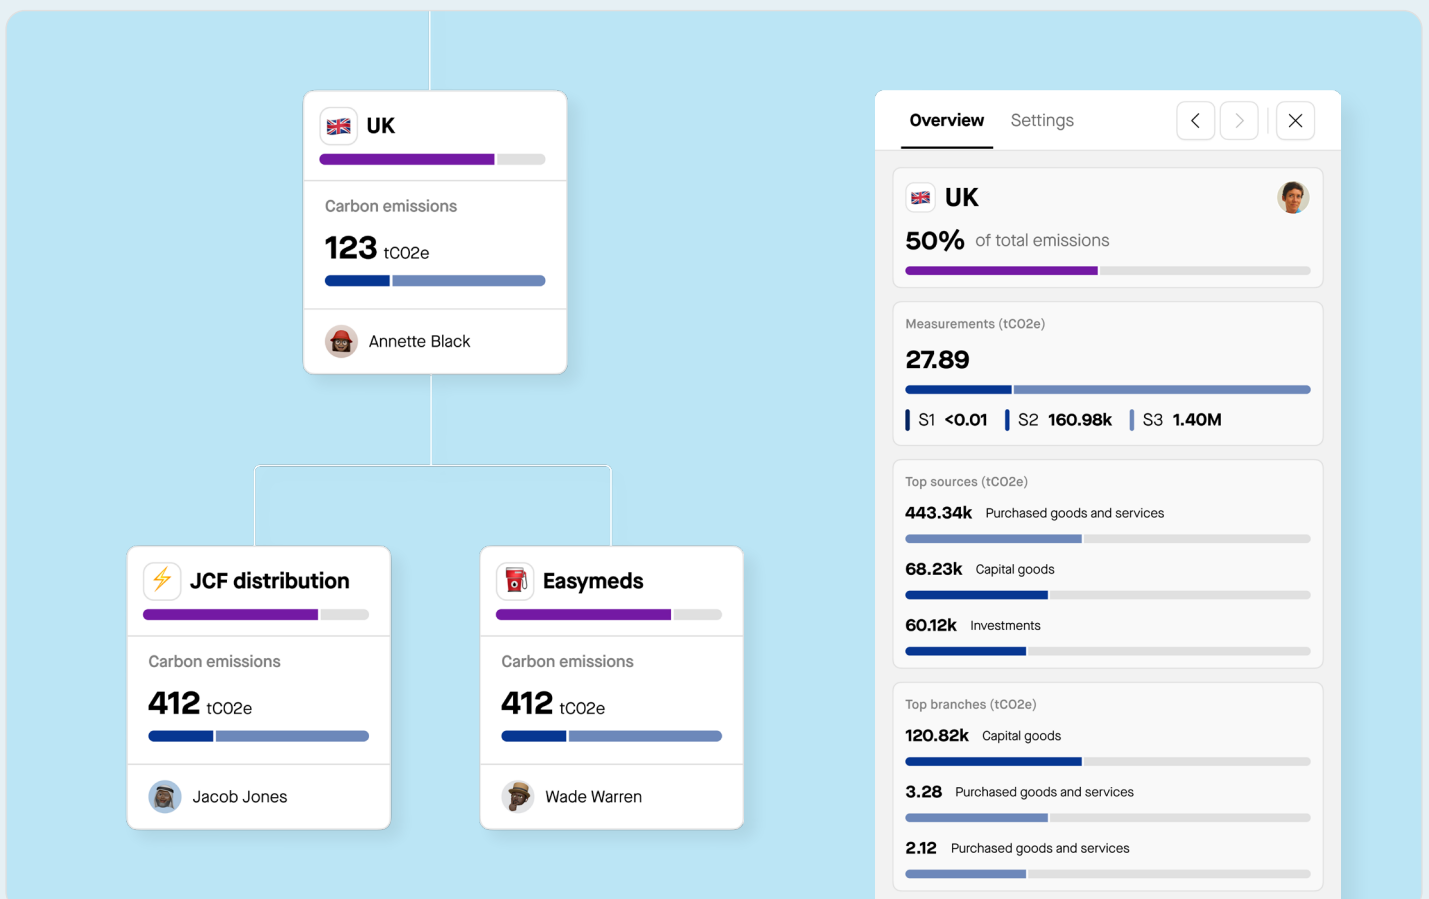 UK
Carbon emissions
123 tCO2e
Annette Black
JCF distribution
Carbon emissions
412 tCO2e
Jacob Jones
Easymeds
Carbon emissions
412 tCO2e
Wade Warren
Overview Settings
UK
50% of total emissions
Measurements (tCO2e)
27.89
S1 <0.01 S2 160.98k S3 1.40M
Top sources (tCO2e)
443.34k Purchased goods and services
68.23k Capital goods
60.12k Investments
Top branches (tCO2e)
120.82k Capital goods
3.28 Purchased goods and services
2.12 Purchased goods and services